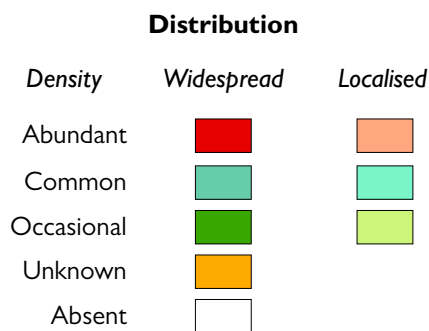 Distribution
Density Widespread Localised
Abundant
Common
Occasional
Unknown
Absent